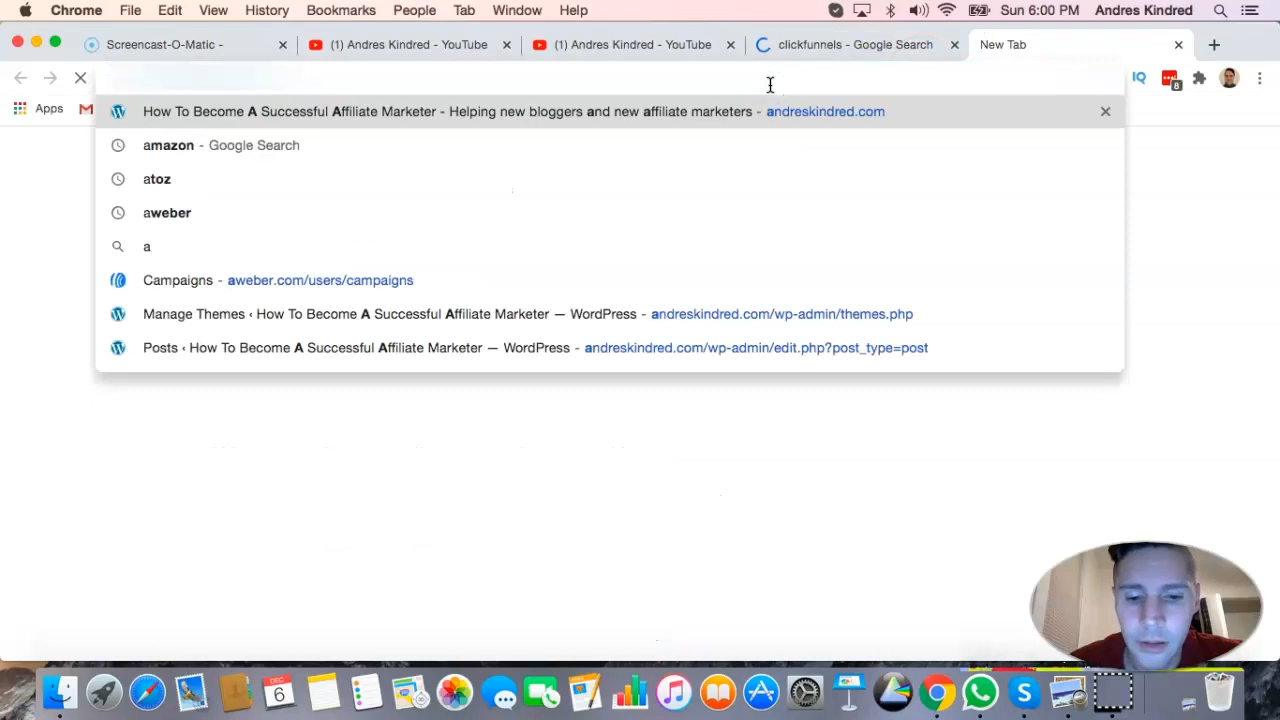 Chrome File Edit View History Bookmarks People Tab Window Help Sun 6:00 PM Andres Kindred
Screencast-O-Matic - (1) Andres Kindred - YouTube (1) Andres Kindred - YouTube clickfunnels - Google Search New Tab
IQ 8
Apps
How To Become A Successful Affiliate Marketer - Helping new bloggers and new affiliate marketers - andreskindred.com
amazon - Google Search
atoz
aweber
a
Campaigns - aweber.com/users/campaigns
Manage Themes ‹ How To Become A Successful Affiliate Marketer — WordPress - andreskindred.com/wp-admin/themes.php
Posts ‹ How To Become A Successful Affiliate Marketer — WordPress - andreskindred.com/wp-admin/edit.php?post_type=post
DEC
6